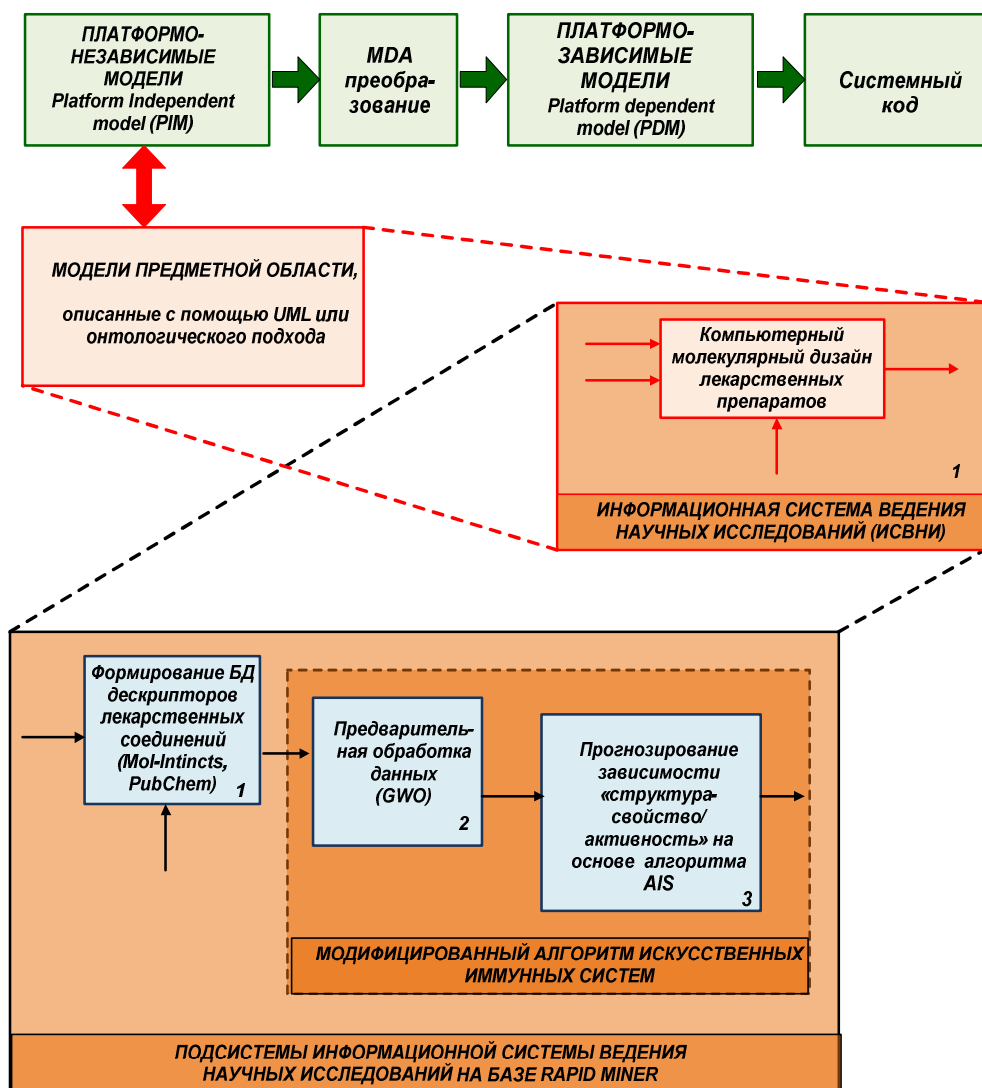 ПЛАТФОРМО-
НЕЗАВИСИМЫЕ
МОДЕЛИ
Platform Independent
model (PIM)
MDA
преобра-
зование
ПЛАТФОРМО-
ЗАВИСИМЫЕ
МОДЕЛИ
Platform dependent
model (PDM)
Системный
код
МОДЕЛИ ПРЕДМЕТНОЙ ОБЛАСТИ,
описанные с помощью UML или
онтологического подхода
Компьютерный
молекулярный дизайн
лекарственных
препаратов
1
ИНФОРМАЦИОННАЯ СИСТЕМА ВЕДЕНИЯ
НАУЧНЫХ ИССЛЕДОВАНИЙ (ИСВНИ)
Формирование БД
дескрипторов
лекарственных
соединений
(Mol-Intincts,
PubChem)
1
Предваритель-
ная обработка
данных
(GWO)
2
Прогнозирование
зависимости
«структура-
свойство/
активность» на
основе алгоритма
AIS
3
МОДИФИЦИРОВАННЫЙ АЛГОРИТМ ИСКУССТВЕННЫХ
ИММУННЫХ СИСТЕМ
ПОДСИСТЕМЫ ИНФОРМАЦИОННОЙ СИСТЕМЫ ВЕДЕНИЯ
НАУЧНЫХ ИССЛЕДОВАНИЙ НА БАЗЕ RAPID MINER